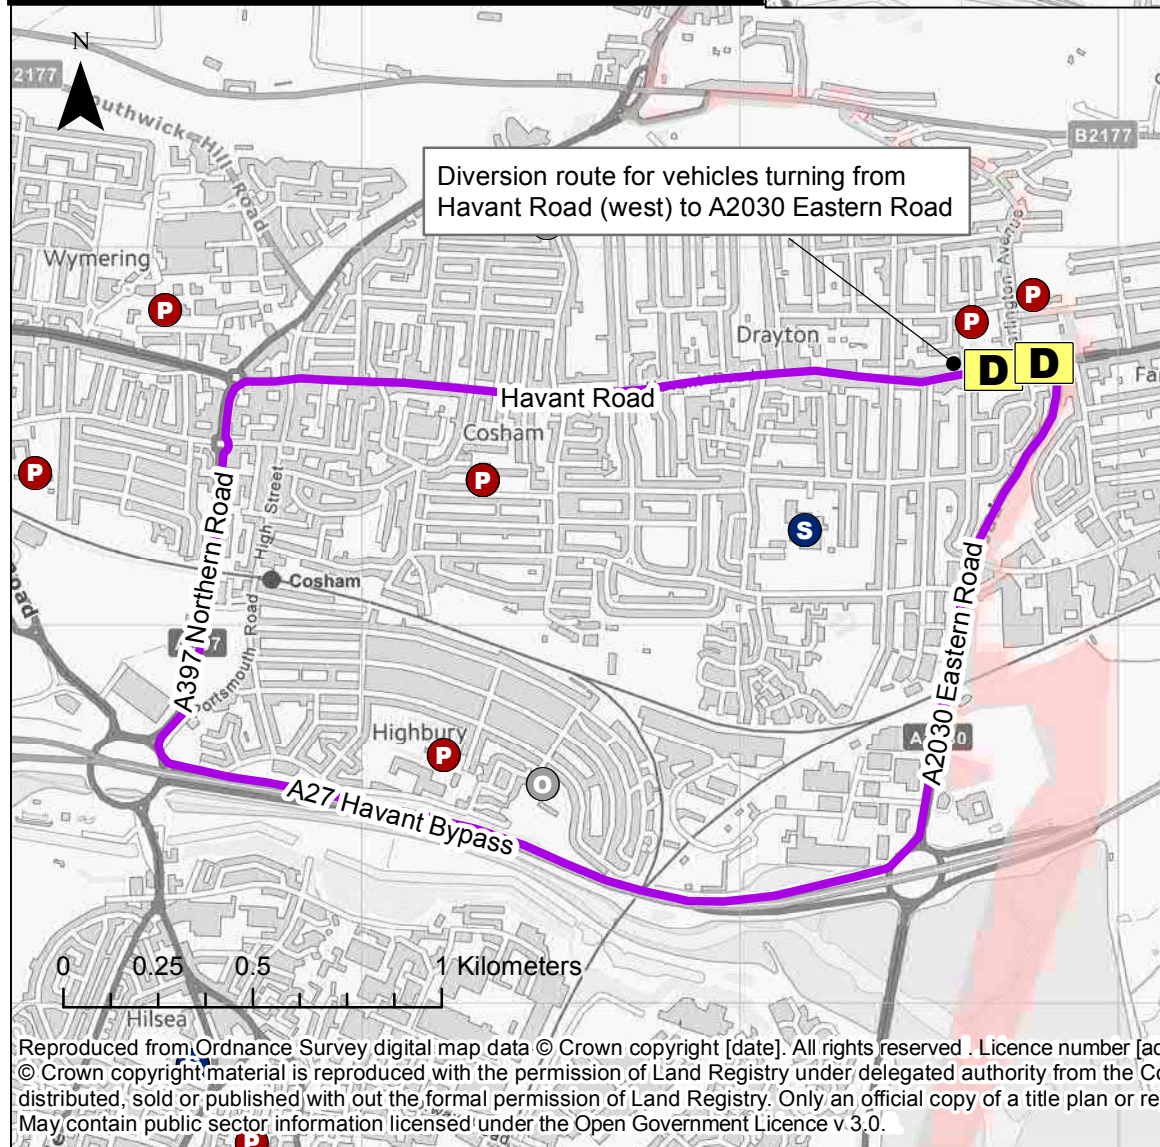 N
2177
Southwick Hill Road
B2177
Diversion route for vehicles turning from
Havant Road (west) to A2030 Eastern Road
Wymering
P
P
P
Drayton
D
D
Havant Road
Cosham
P
P
S
High Street
A397 Northern Road
Cosham
Portsmouth Road
A2030 Eastern Road
Highbury
P
O
A27 Havant Bypass
0 0.25 0.5 1 Kilometers
Hilsea
Reproduced from Ordnance Survey digital map data © Crown copyright [date]. All rights reserved . Licence number [
© Crown copyright material is reproduced with the permission of Land Registry under delegated authority from the
distributed, sold or published with out the formal permission of Land Registry. Only an official copy of a title plan or
May contain public sector information licensed under the Open Government Licence v 3.0.
P